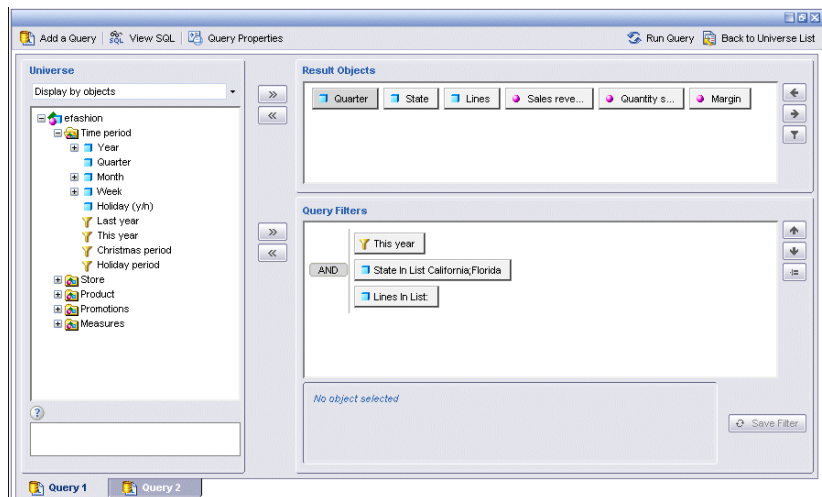 Add a Query View SQL Query Properties Run Query Back to Universe List
Universe
Display by objects
efashion
Time period
Year
Quarter
Month
Week
Holiday (y/n)
Last year
This year
Christmas period
Holiday period
Store
Product
Promotions
Measures
Result Objects
Quarter State Lines Sales reve... Quantity s... Margin
Query Filters
This year
AND State In List California;Florida
Lines In List:
No object selected
Save Filter
Query 1 Query 2